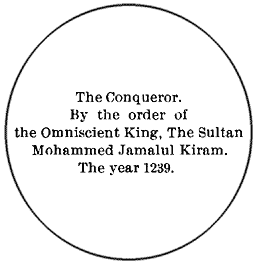 The Conqueror.
By the order of
the Omniscient King, The Sultan
Mohammed Jamalul Kiram.
The year 1239.